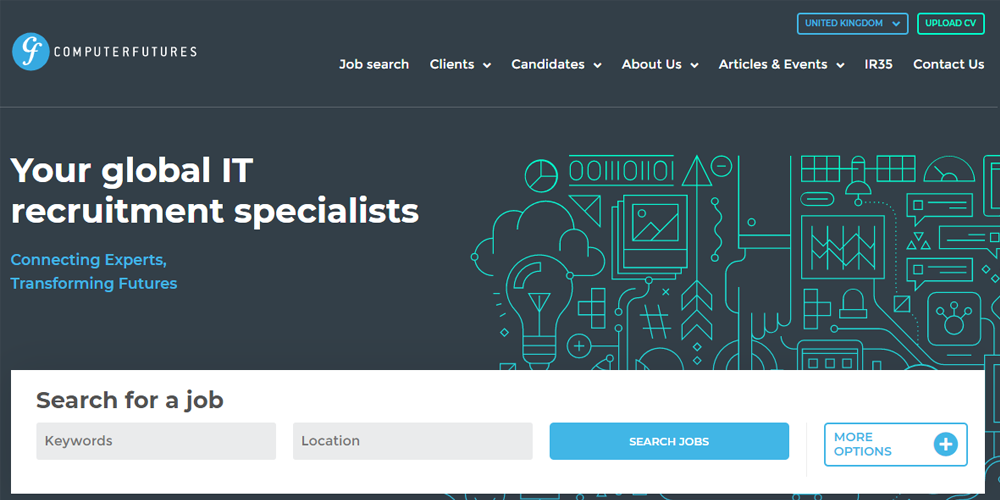 UNITED KINGDOM
UPLOAD CV
cf COMPUTERFUTURES
Job search
Clients
Candidates
About Us
Articles & Events
IR35
Contact Us
Your global IT
recruitment specialists
Connecting Experts,
Transforming Futures
00111011
Search for a job
Keywords
Location
SEARCH JOBS
MORE
OPTIONS